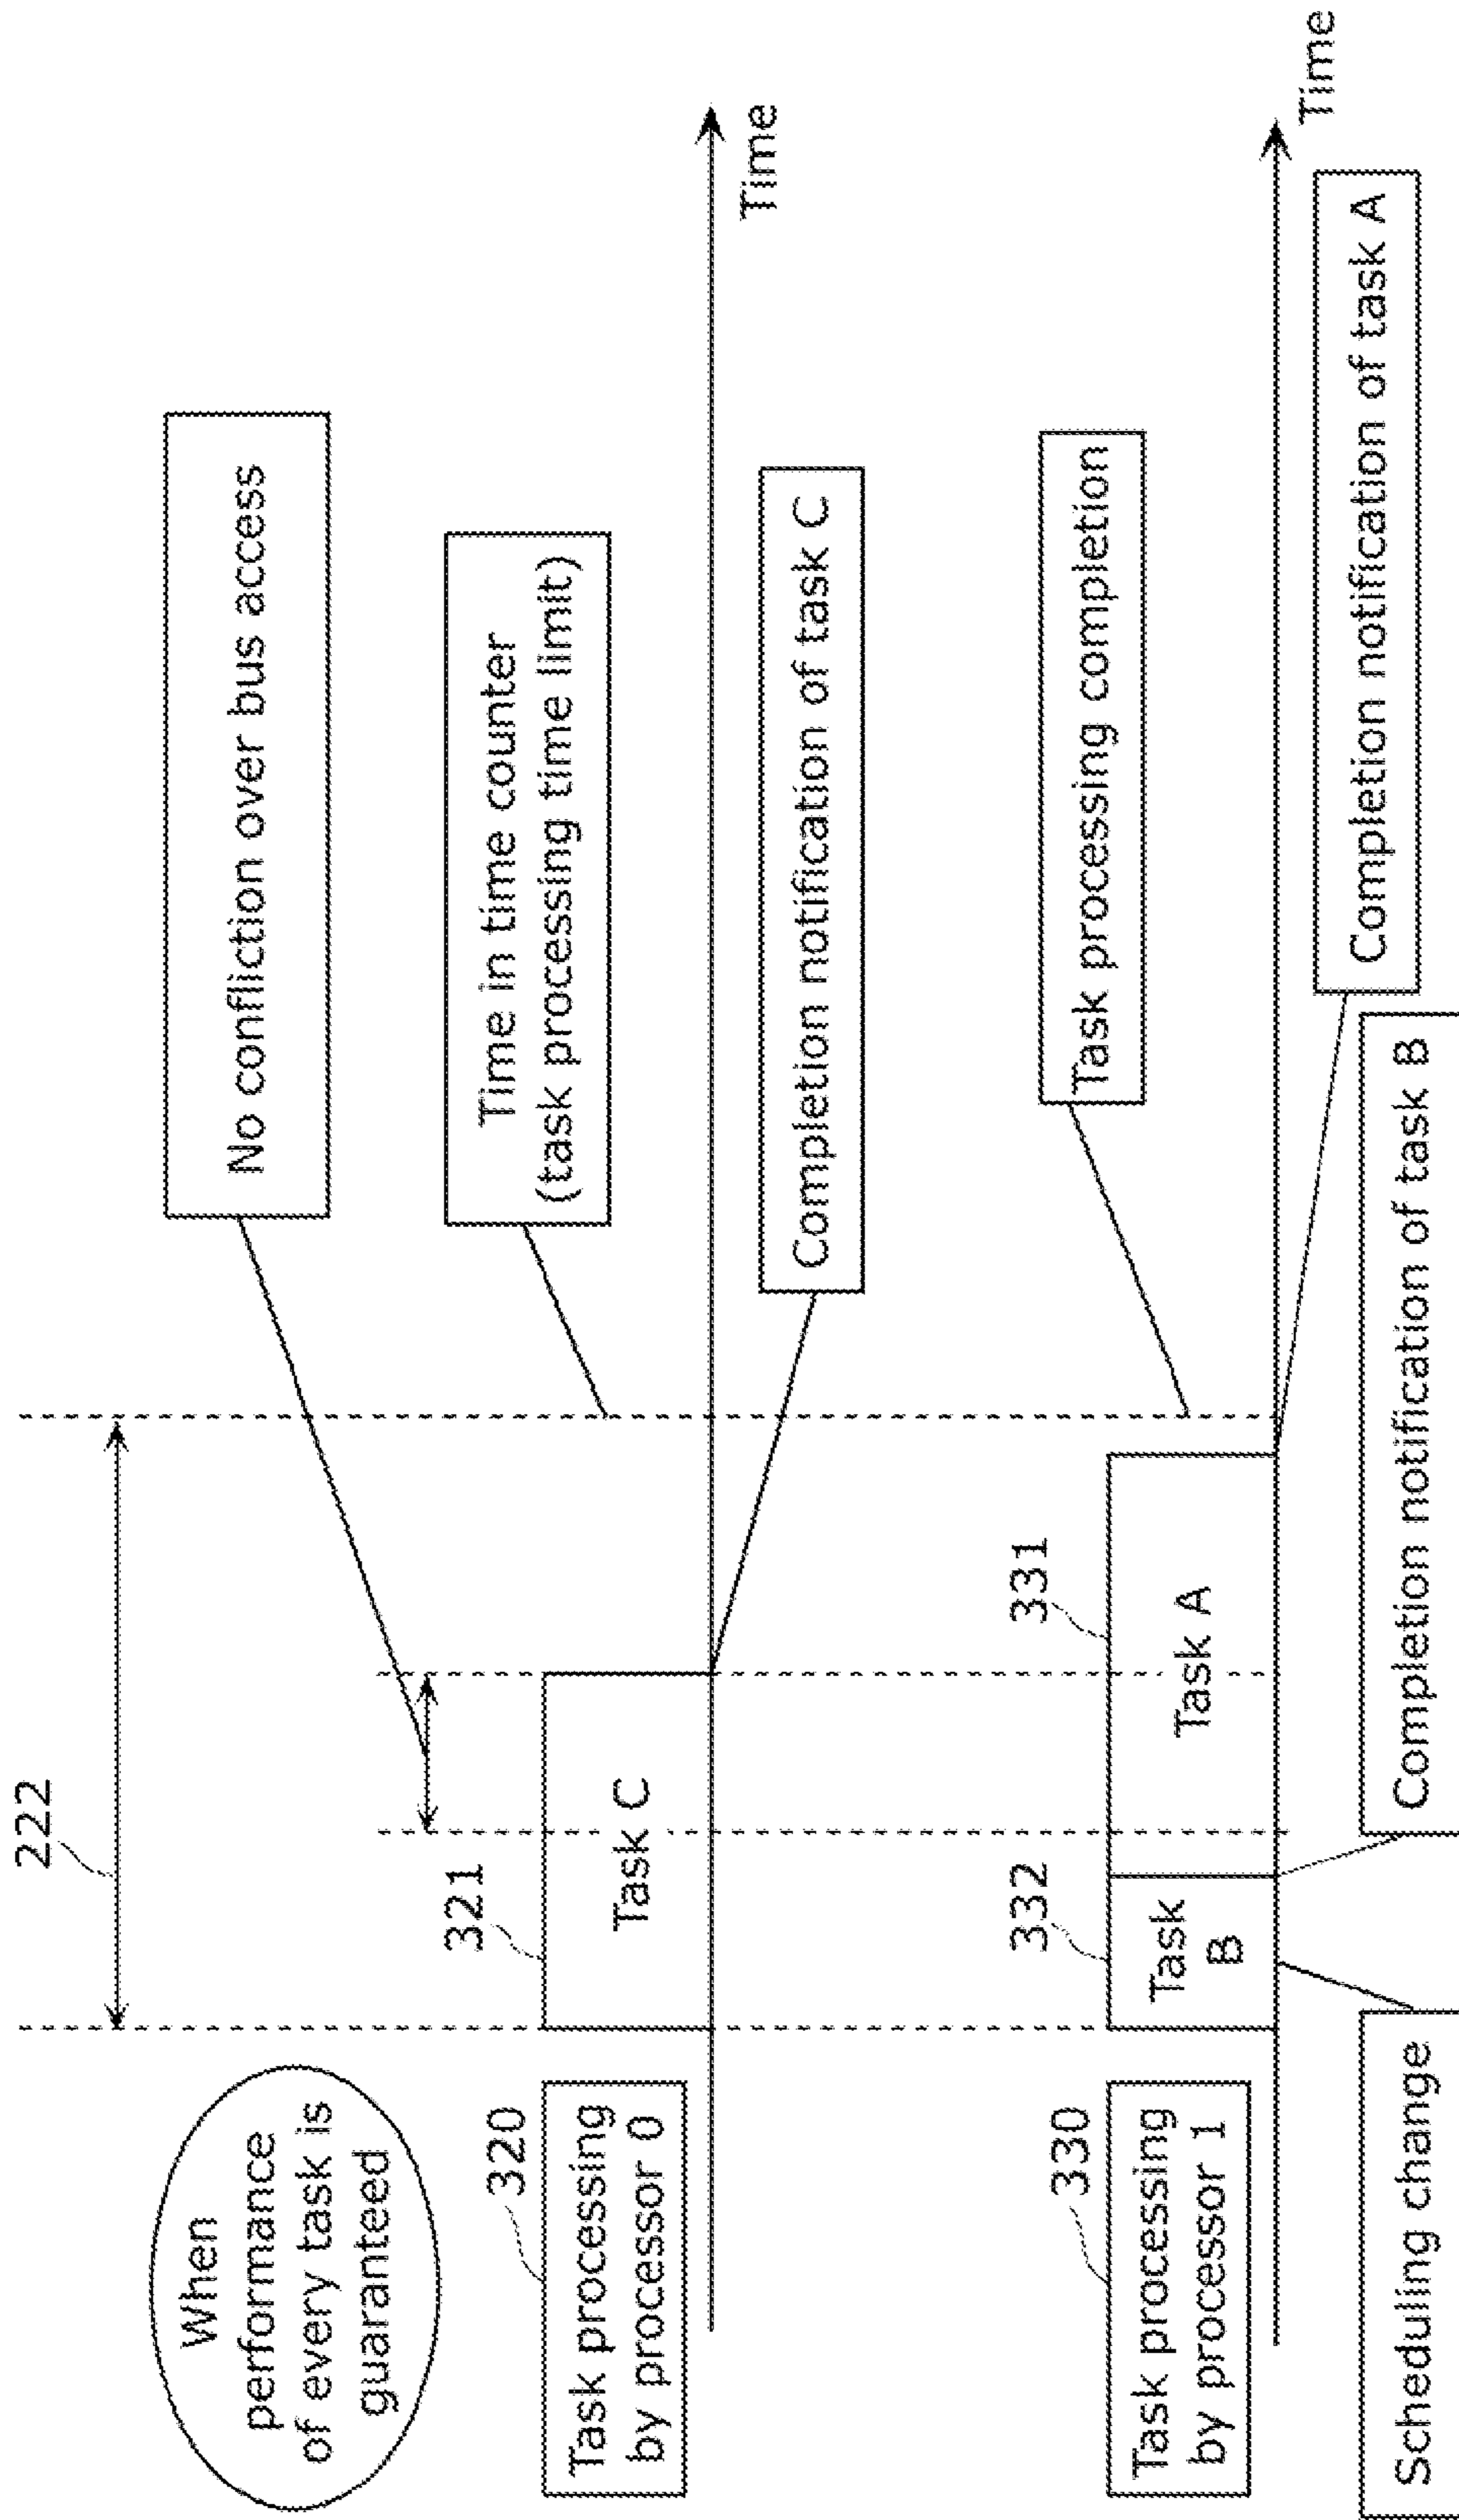 222
When
performance
of every task is
guaranteed
No confliction over bus access
321
Time in time counter
(task processing time limit)
320
Task processing
by processor 0
Task C
Time
Completion notification of task C
332
331
Task processing completion
330
Task processing
by processor 1
Task
B
Task A
Time
Completion notification of task A
Scheduling change
Completion notification of task B